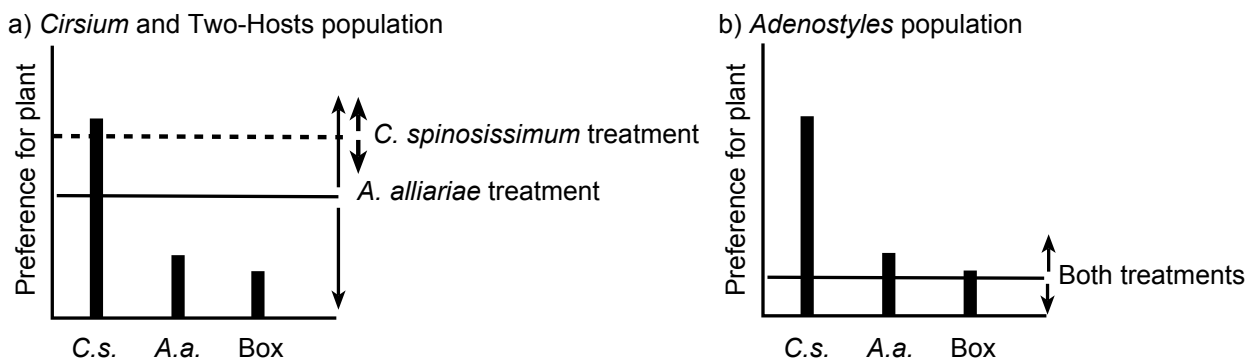 a) Cirsium and Two-Hosts population
Preference for plant
C. spinosissimum treatment
A. alliariae treatment
C.s. A.a. Box
b) Adenostyles population
Preference for plant
Both treatments
C.s. A.a. Box